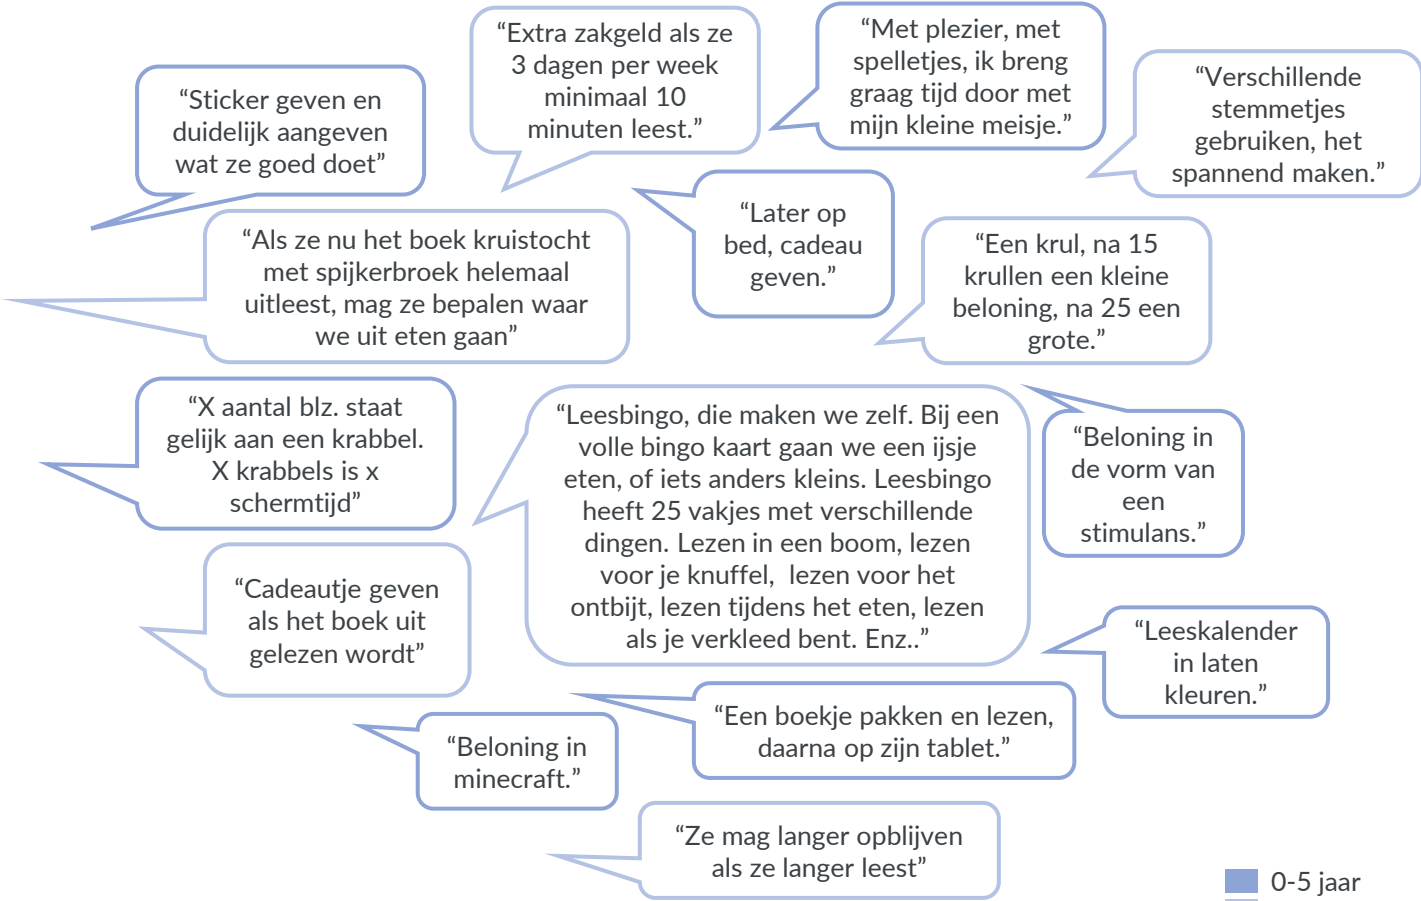 “Extra zakgeld als ze
3 dagen per week
minimaal 10
minuten leest.”
“Met plezier, met
spelletjes, ik breng
graag tijd door met
mijn kleine meisje.”
“Verschillende
stemmetjes
gebruiken, het
spannend maken.”
“Sticker geven en
duidelijk aangeven
wat ze goed doet”
“Later op
bed, cadeau
geven.”
“Als ze nu het boek kruistocht
met spijkerbroek helemaal
uitleest, mag ze bepalen waar
we uit eten gaan”
“Een krul, na 15
krullen een kleine
beloning, na 25 een
grote.”
“X aantal blz. staat
gelijk aan een krabbel.
X krabbels is x
schermtijd”
“Leesbingo, die maken we zelf. Bij een
volle bingo kaart gaan we een ijsje
eten, of iets anders kleins. Leesbingo
heeft 25 vakjes met verschillende
dingen. Lezen in een boom, lezen
voor je knuffel,  lezen voor het
ontbijt, lezen tijdens het eten, lezen
als je verkleed bent. Enz..”
“Beloning in
de vorm van
een
stimulans.”
“Cadeautje geven
als het boek uit
gelezen wordt”
“Leeskalender
in laten
kleuren.”
“Een boekje pakken en lezen,
daarna op zijn tablet.”
“Beloning in
minecraft.”
“Ze mag langer opblijven
als ze langer leest”
0-5 jaar